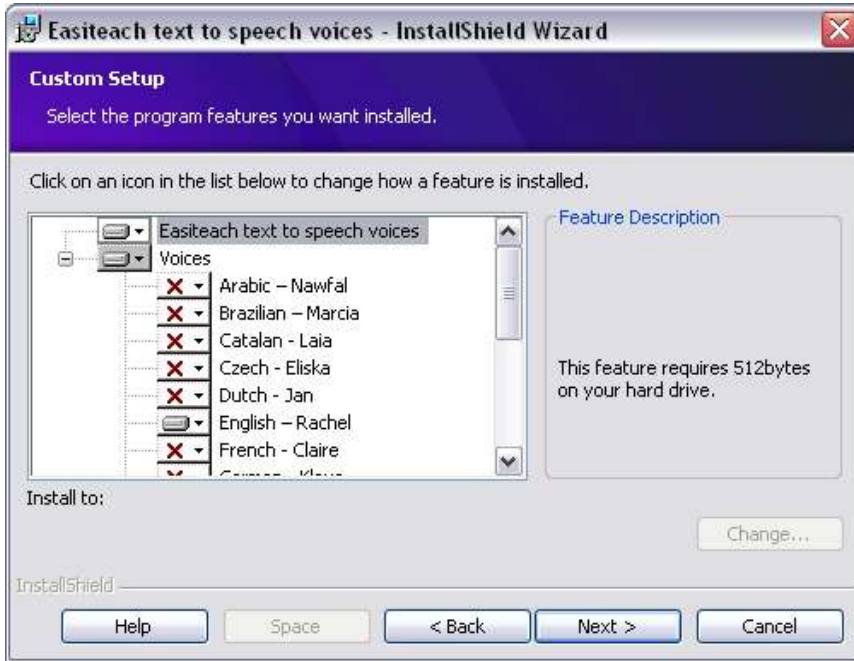 Easiteach text to speech voices - InstallShield Wizard
Custom Setup
Select the program features you want installed.
Click on an icon in the list below to change how a feature is installed.
Easiteach text to speech voices
Voices
Arabic – Nawfal
Brazilian – Marcia
Catalan - Laia
Czech - Eliska
Dutch - Jan
English – Rachel
French - Claire
Feature Description
This feature requires 512bytes
on your hard drive.
Install to:
Change...
InstallShield
Help
Space
< Back
Next >
Cancel